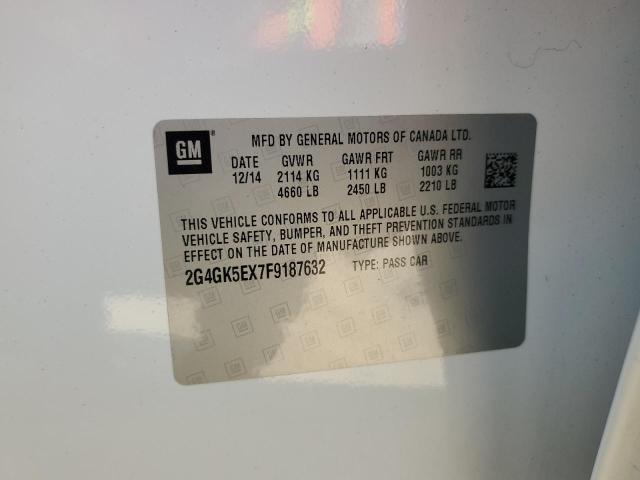 GM ®
MFD BY GENERAL MOTORS OF CANADA LTD.
DATE GVWR GAWR FRT GAWR RR
12/14 2114 KG 1111 KG 1003 KG
4660 LB 2450 LB 2210 LB
THIS VEHICLE CONFORMS TO ALL APPLICABLE U.S. FEDERAL MOTOR
VEHICLE SAFETY, BUMPER, AND THEFT PREVENTION STANDARDS IN
EFFECT ON THE DATE OF MANUFACTURE SHOWN ABOVE.
2G4GK5EX7F9187632 TYPE: PASS CAR